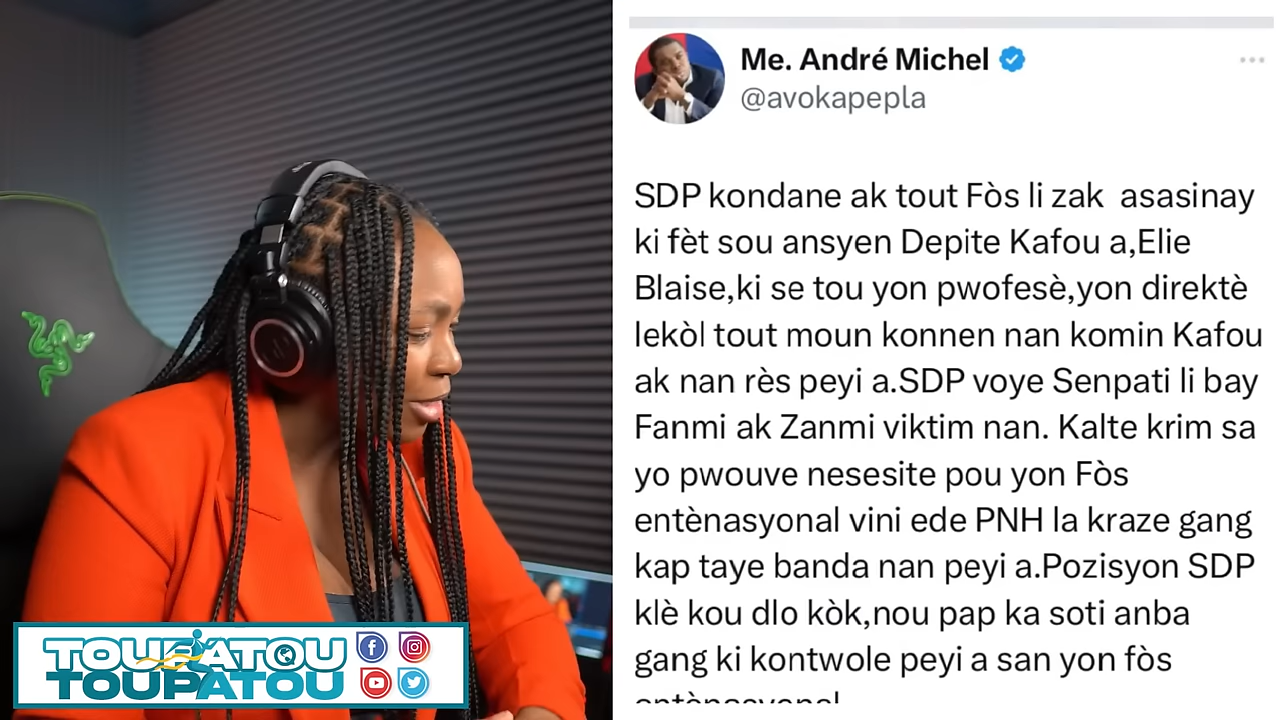 Me. André Michel
@avokapepla
SDP kondane ak tout Fòs li zak asasinay
ki fèt sou ansyen Depite Kafou a,Elie
Blaise,ki se tou yon pwofesè,yon direktè
lekòl tout moun konnen nan komin Kafou
ak nan rès peyi a.SDP voye Senpati li bay
Fanmi ak Zanmi viktim nan. Kalte krim sa
yo pwouve nesesite pou yon Fòs
entènasyonal vini ede PNH la kraze gang
kap taye banda nan peyi a.Pozisyon SDP
klè kou dlo kòk,nou pap ka soti anba
gang ki kontwole peyi a san yon fòs
entènasyonal
TOUPATOU
TOUPATOU